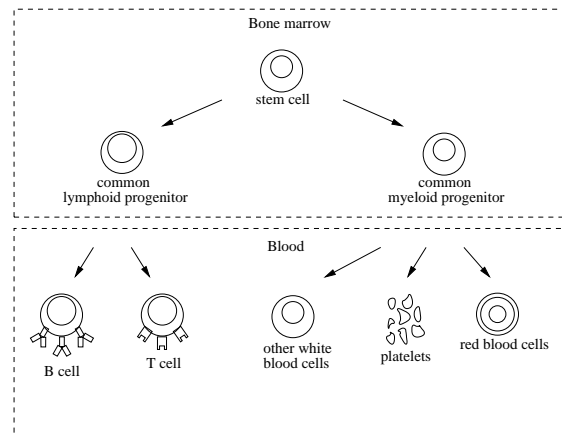 Bone marrow
stem cell
common
lymphoid progenitor
common
myeloid progenitor
Blood
B cell
T cell
other white
blood cells
platelets
red blood cells